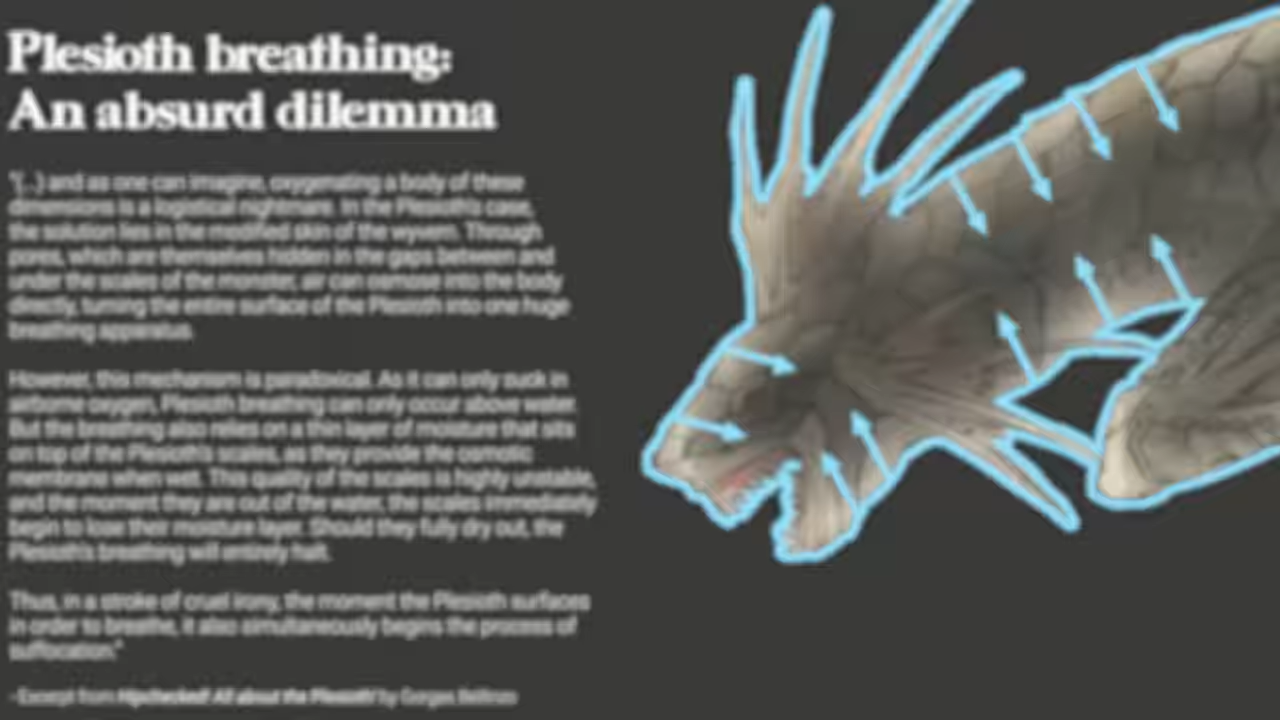 Plesioth breathing:
An absurd dilemma
"(...) and as one can imagine, oxygenating a body of these
dimensions is a logistical nightmare. In the Plesioth's case,
the solution lies in the modified skin of the wyvern. Through
pores, which are themselves hidden in the gaps between and
under the scales of the monster, air can osmose into the body
directly, turning the entire surface of the Plesioth into one huge
breathing apparatus.
However, this mechanism is paradoxical. As it can only suck in
airborne oxygen, Plesioth breathing can only occur above water.
But the breathing also relies on a thin layer of moisture that sits
on top of the Plesioth's scales, as they provide the osmotic
membrane when wet. This quality of the scales is highly unstable,
and the moment they are out of the water, the scales immediately
begin to lose their moisture layer. Should they fully dry out, the
Plesioth's breathing will entirely halt.
Thus, in a stroke of cruel irony, the moment the Plesioth surfaces
in order to breathe, it also simultaneously begins the process of
suffocation."
- Excerpt from Hipchecked! All about the Plesioth! by